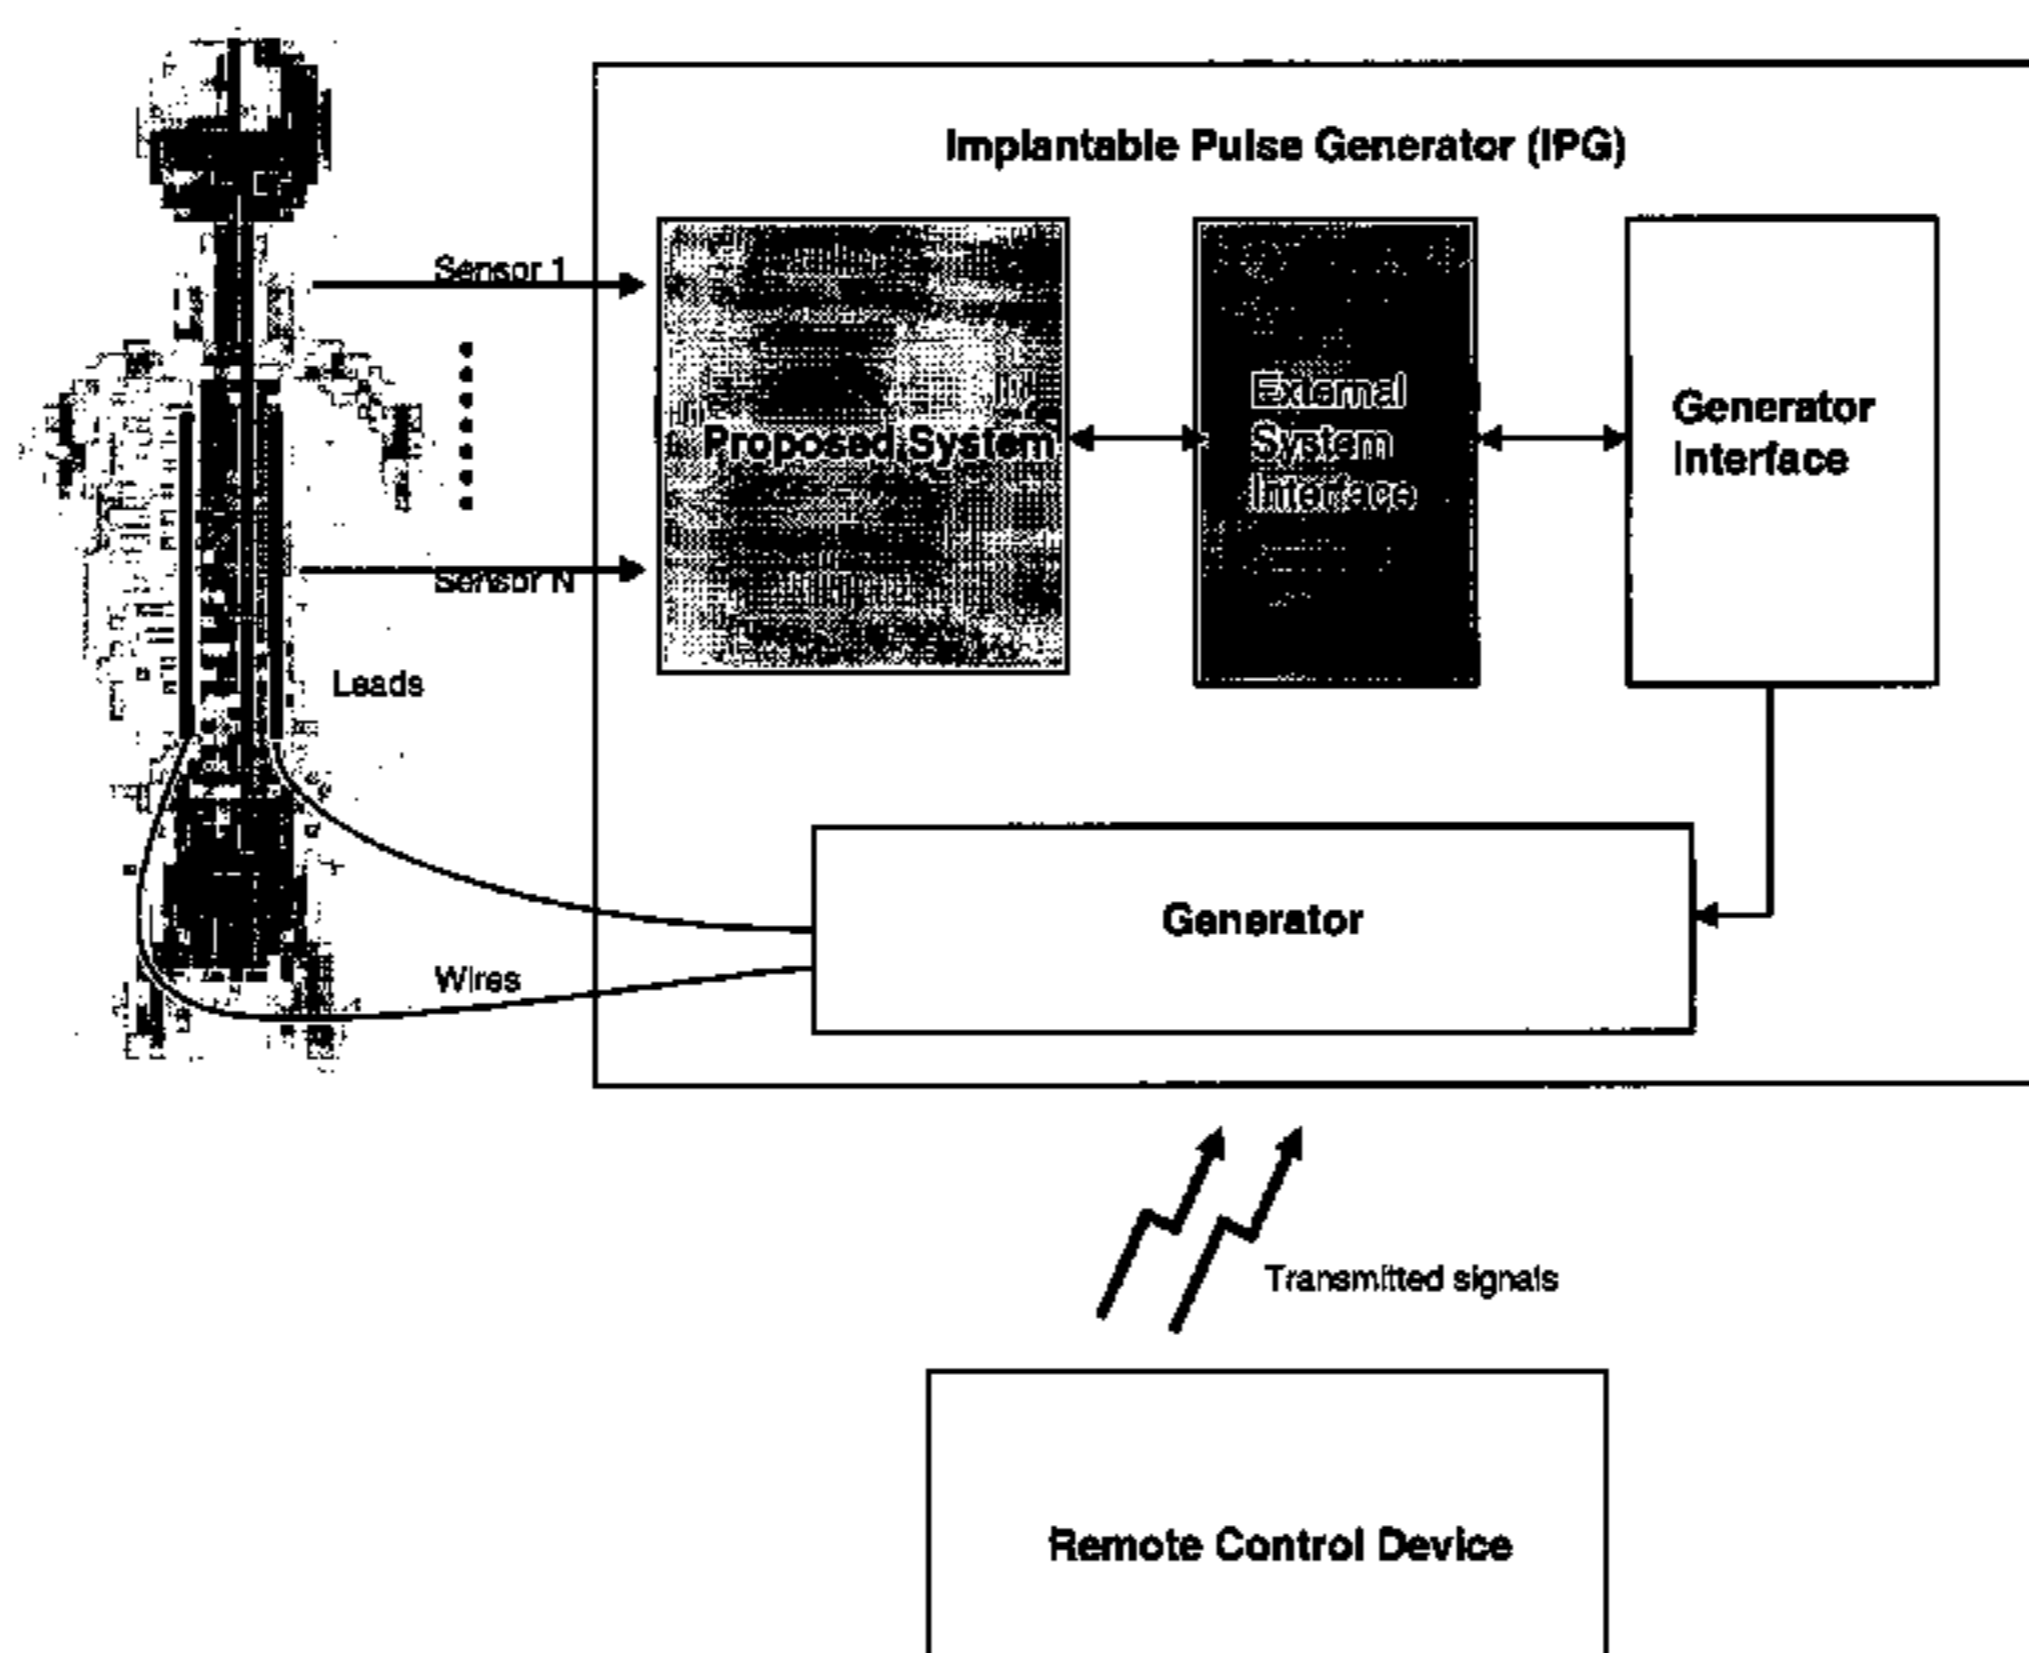 Implantable Pulse Generator (IPG)
Sensor 1
Proposed System
External
System
Interface
Generator
Interface
Sensor N
Leads
Generator
Wires
Transmitted signals
Remote Control Device